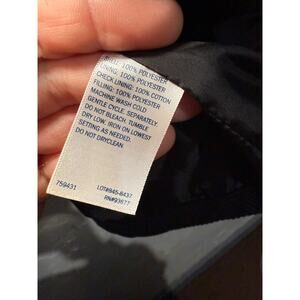 SHELL: 100% POLYESTER
LINING: 100% POLYESTER
CHECK LINING: 100% COTTON
FILLING: 100% POLYESTER
MACHINE WASH COLD
GENTLE CYCLE, SEPARATELY.
DO NOT BLEACH. TUMBLE
DRY LOW. IRON ON LOWEST
SETTING AS NEEDED.
DO NOT DRYCLEAN
759431
LOT#945-8437
RN#93677